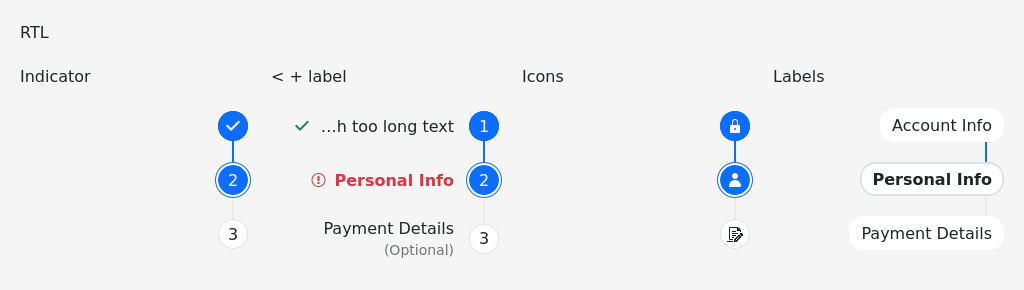 RTL
Indicator
< + label
Icons
Labels
...h too long text
1
Account Info
2
Personal Info
2
Personal Info
3
Payment Details
(Optional)
3
Payment Details